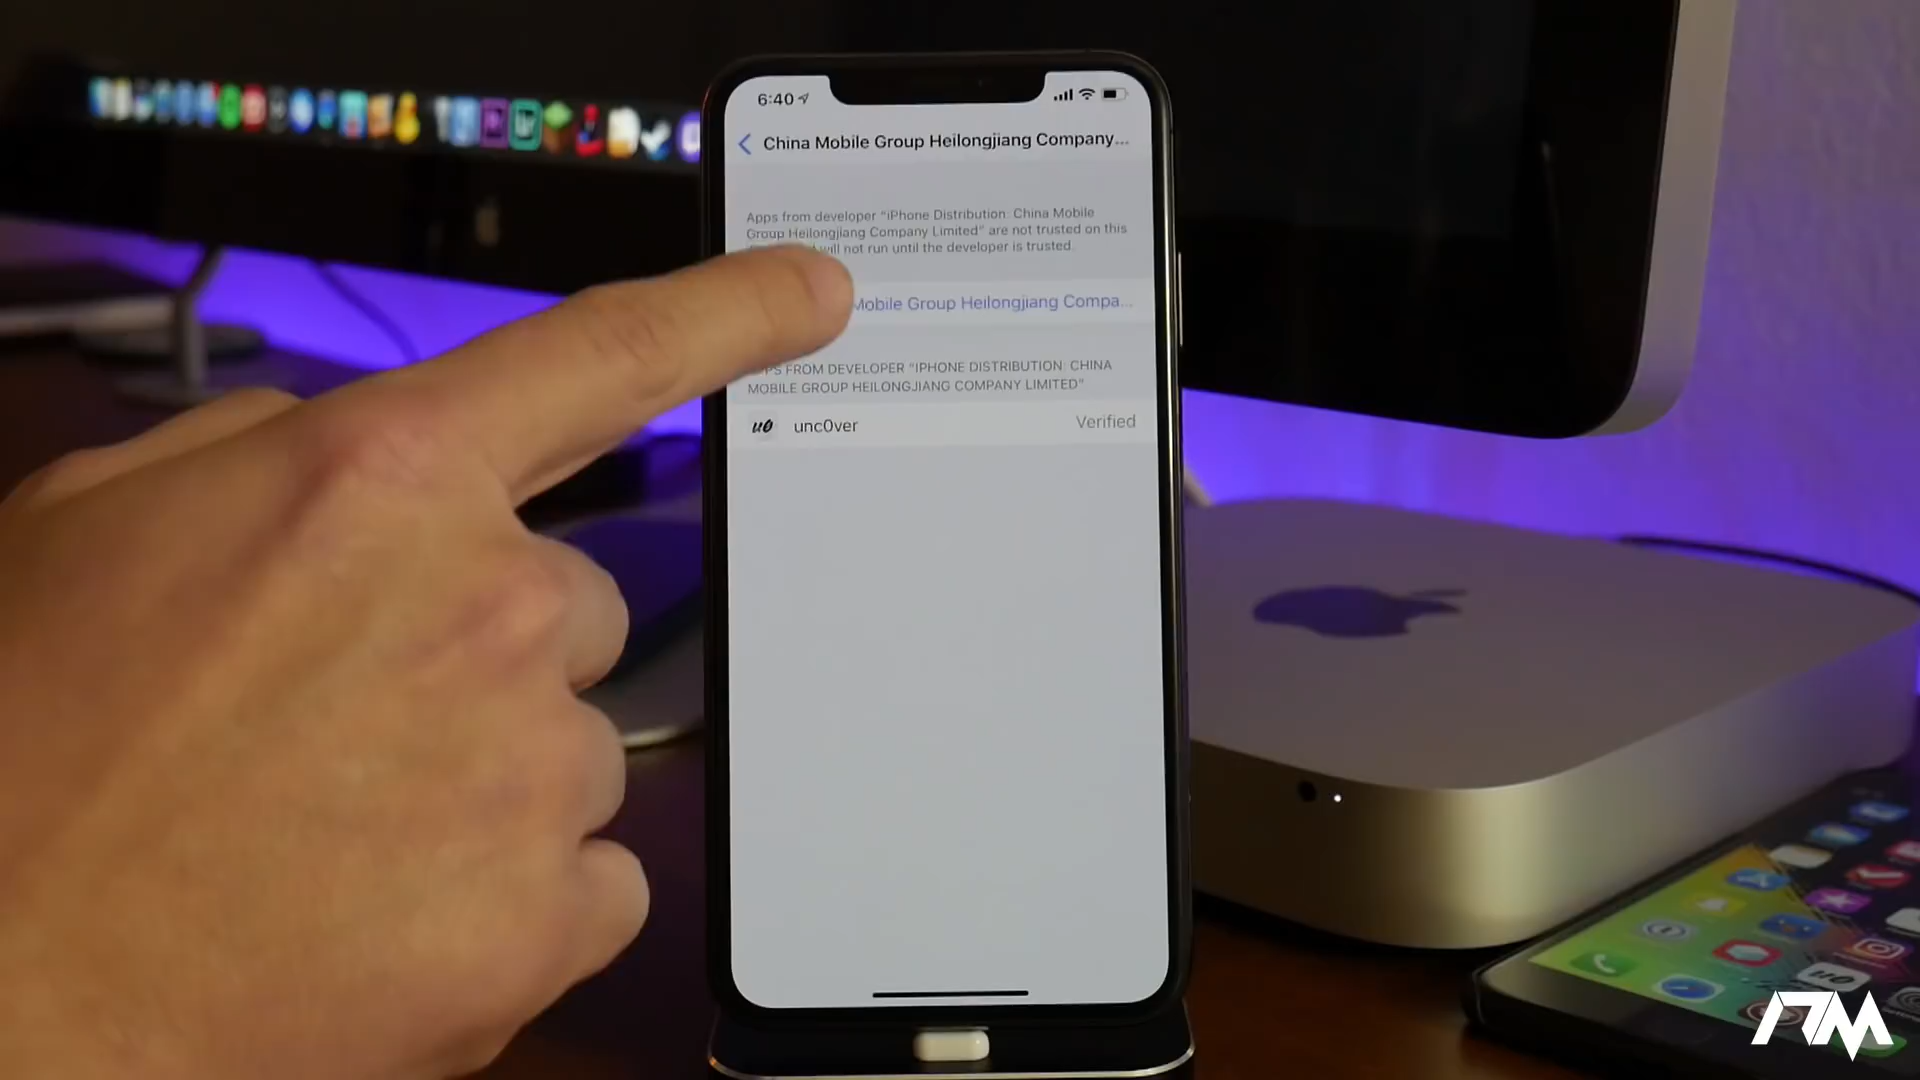 6:40
China Mobile Group Heilongjiang Company...
Apps from developer “iPhone Distribution: China Mobile
Group Heilongjiang Company Limited” are not trusted on this
will not run until the developer is trusted.
Mobile Group Heilongjiang Compa...
APPS FROM DEVELOPER “IPHONE DISTRIBUTION: CHINA
MOBILE GROUP HEILONGJIANG COMPANY LIMITED”
u0 unc0ver Verified
u0